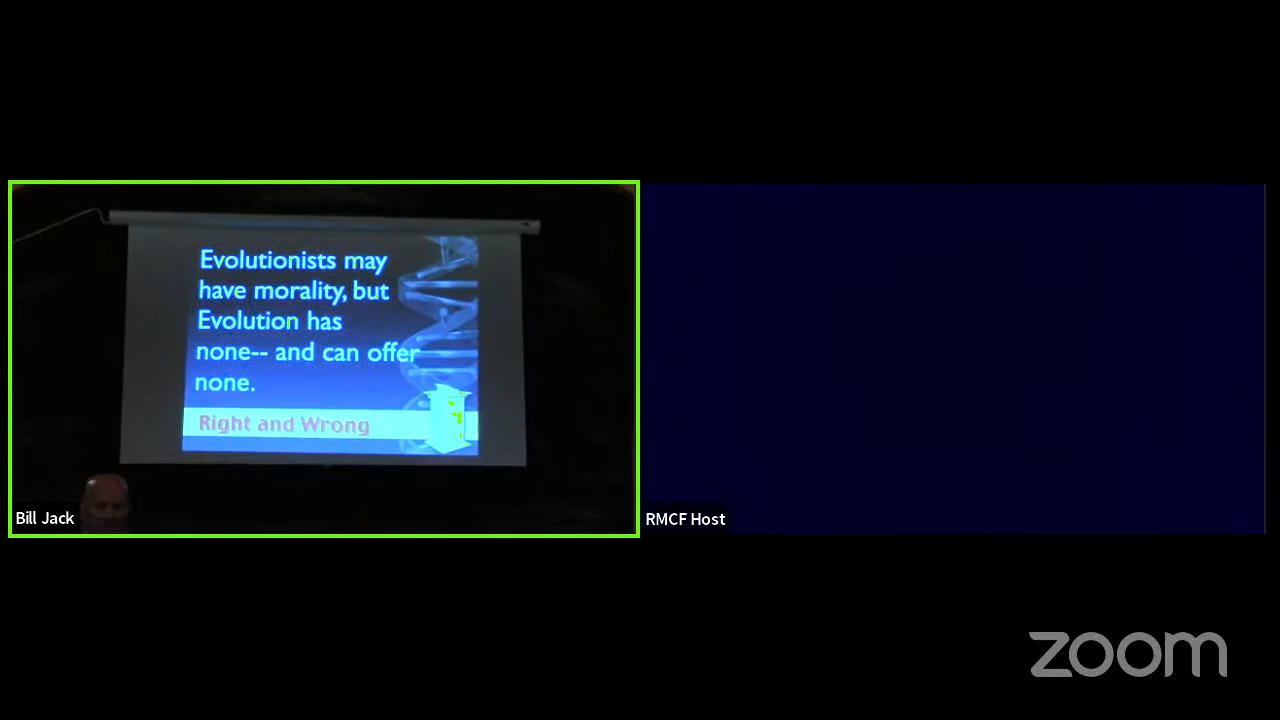 Evolutionists may
have morality, but
Evolution has
none-- and can offer
none.
Right and Wrong
Bill Jack
RMCF Host
zoom